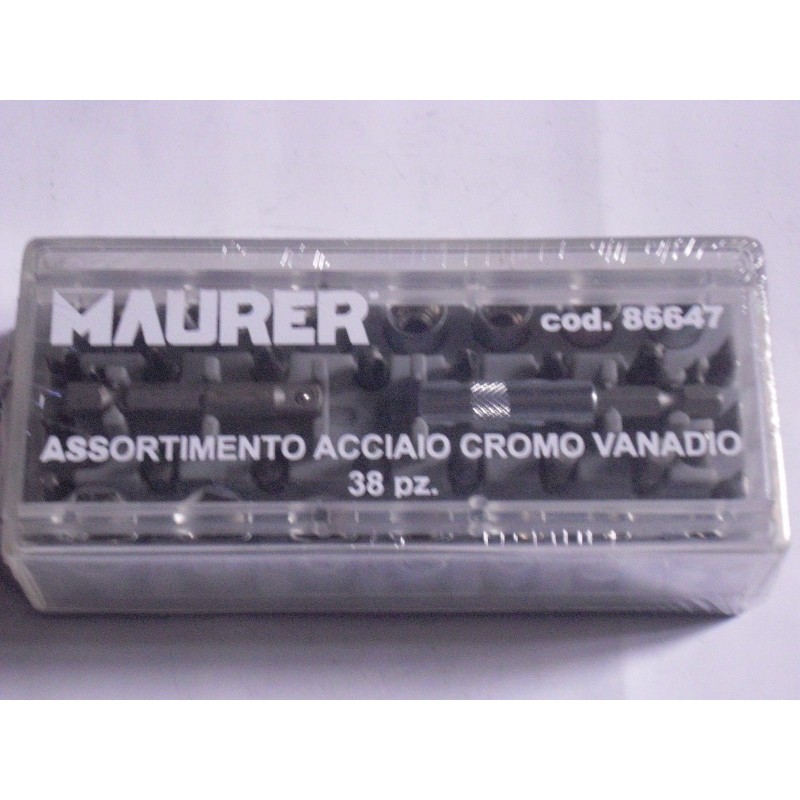 MAURER
cod. 86647
ASSORTIMENTO ACCIAIO CROMO VANADIO
38 pz.